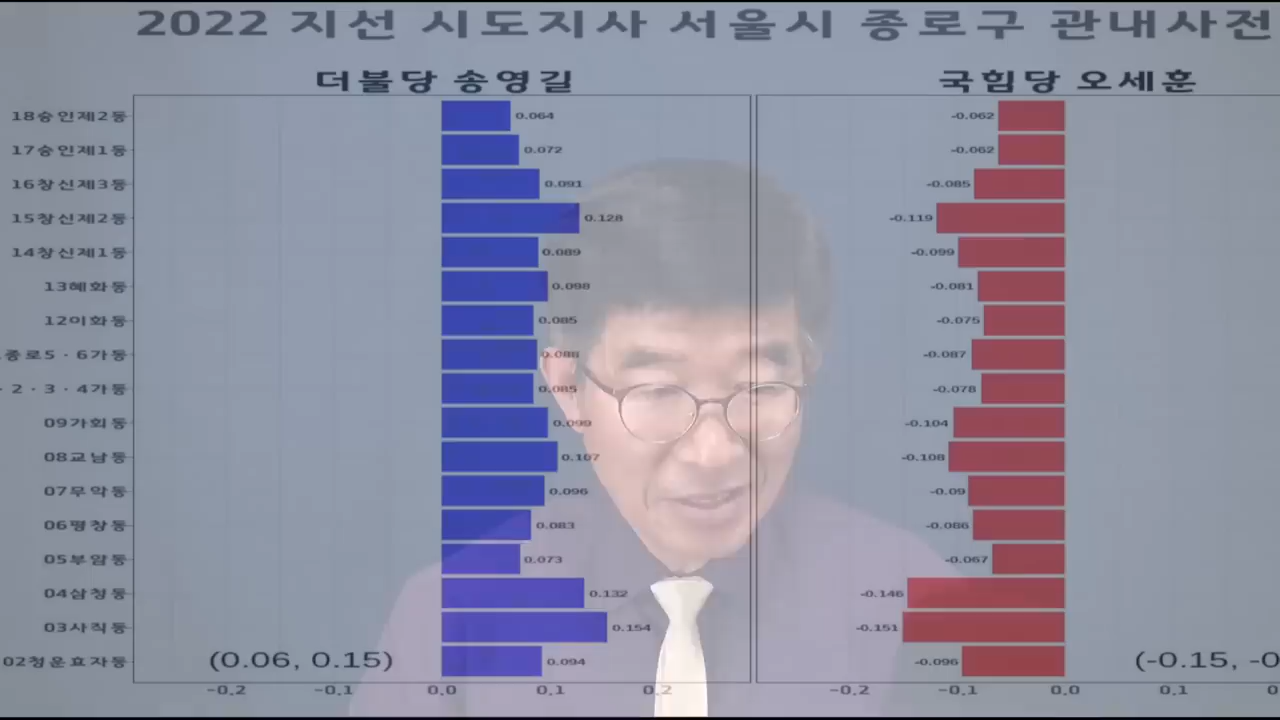 2022 지선 시도지사 서울시 종로구 관내사전
더불당 송영길
국힘당 오세훈
18숭인제2동 0.064 -0.062
17숭인제1동 0.072 -0.062
16창신제3동 0.091 -0.085
15창신제2동 0.128 -0.119
14창신제1동 0.089 -0.099
13혜화동 0.098 -0.081
12이화동 0.085 -0.075
종로5·6가동 0.088 -0.087
·2·3·4가동 0.085 -0.078
09가회동 0.099 -0.104
08교남동 0.107 -0.108
07무악동 0.096 -0.09
06평창동 0.083 -0.086
05부암동 0.073 -0.067
04삼청동 0.132 -0.146
03사직동 0.154 -0.151
02청운효자동 (0.06, 0.15) 0.094 -0.096 (-0.15, -0
-0.2 -0.1 0.0 0.1 0.2 -0.2 -0.1 0.0 0.1 0